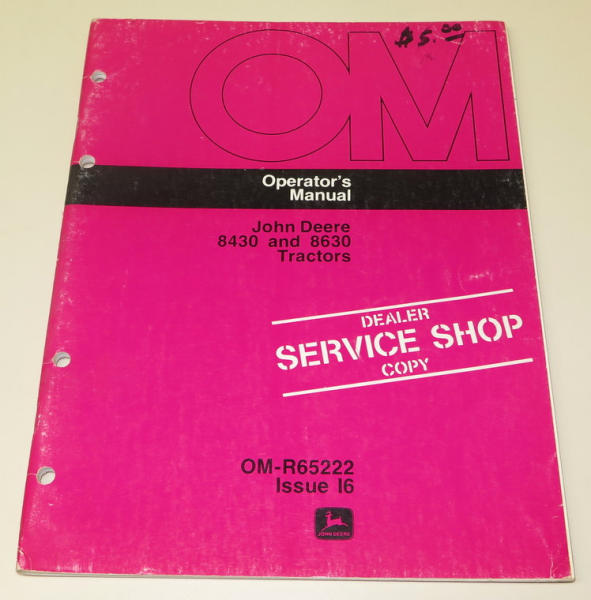 $5.00
OM
Operator's
Manual
John Deere
8430 and 8630
Tractors
DEALER
SERVICE SHOP
COPY
OM-R65222
Issue I6
JOHN DEERE